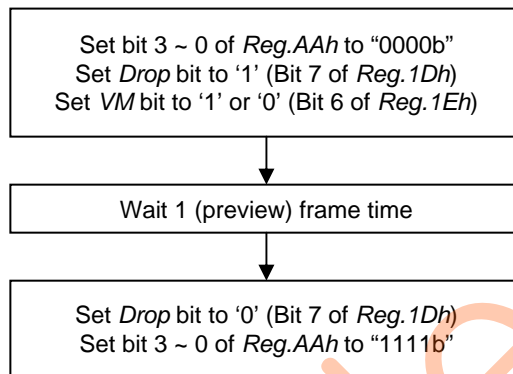 Set bit 3 ~ 0 of Reg.AAh to “0000b”
Set Drop bit to ‘1’ (Bit 7 of Reg.1Dh)
Set VM bit to ‘1’ or ‘0’ (Bit 6 of Reg.1Eh)
Wait 1 (preview) frame time
Set Drop bit to ‘0’ (Bit 7 of Reg.1Dh)
Set bit 3 ~ 0 of Reg.AAh to “1111b”